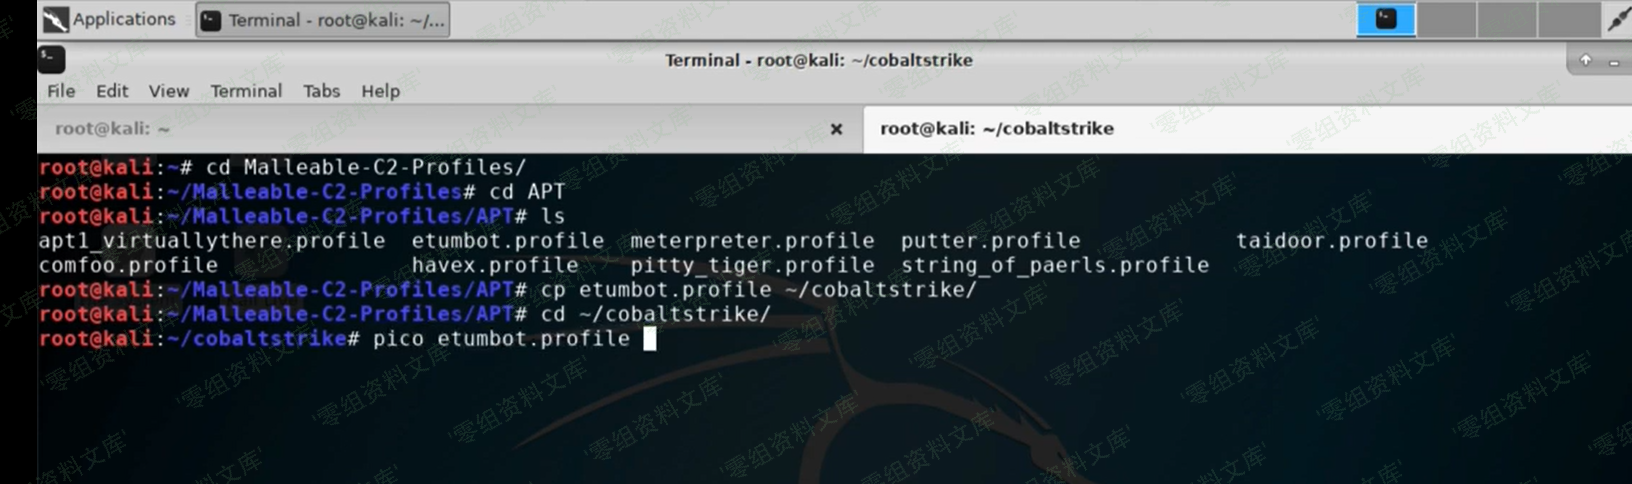 Applications Terminal - root@kali: ~/...
Terminal - root@kali: ~/cobaltstrike
File Edit View Terminal Tabs Help
root@kali: ~ root@kali: ~/cobaltstrike
root@kali:~# cd Malleable-C2-Profiles/
root@kali:~/Malleable-C2-Profiles# cd APT
root@kali:~/Malleable-C2-Profiles/APT# ls
apt1_virtuallythere.profile etumbot.profile meterpreter.profile putter.profile taidoor.profile
comfoo.profile havex.profile pitty_tiger.profile string_of_paerls.profile
root@kali:~/Malleable-C2-Profiles/APT# cp etumbot.profile ~/cobaltstrike/
root@kali:~/Malleable-C2-Profiles/APT# cd ~/cobaltstrike/
root@kali:~/cobaltstrike# pico etumbot.profile
'零组资料文库'